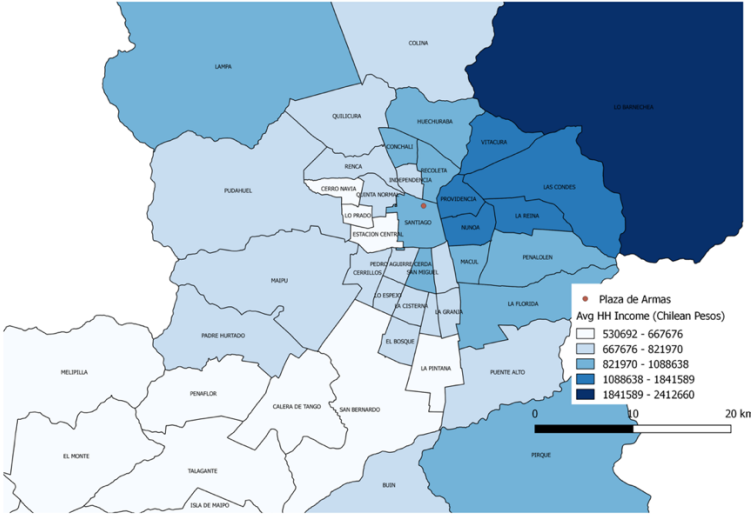 COLINA
LAMPA
LO BARNECHEA
QUILICURA
HUECHURABA
VITACURA
CONCHALI
RENCA
RECOLETA
INDEPENDENCIA
LAS CONDES
CERRO NAVIA
QUINTA NORMAL
PUDAHUEL
PROVIDENCIA
LO PRADO
LA REINA
SANTIAGO
NUNOA
ESTACION CENTRAL
MACUL
PENALOLEN
PEDRO AGUIRRE CERDA
CERRILLOS
SAN MIGUEL
MAIPU
LO ESPEJO
LA CISTERNA
LA GRANJA
LA FLORIDA
PADRE HURTADO
EL BOSQUE
LA PINTANA
PUENTE ALTO
MELIPILLA
PENAFLOR
CALERA DE TANGO
SAN BERNARDO
EL MONTE
TALAGANTE
PIRQUE
BUIN
ISLA DE MAIPO
Plaza de Armas
Avg HH Income (Chilean Pesos)
530692 - 667676
667676 - 821970
821970 - 1088638
1088638 - 1841589
1841589 - 2412660
0 10 20 km